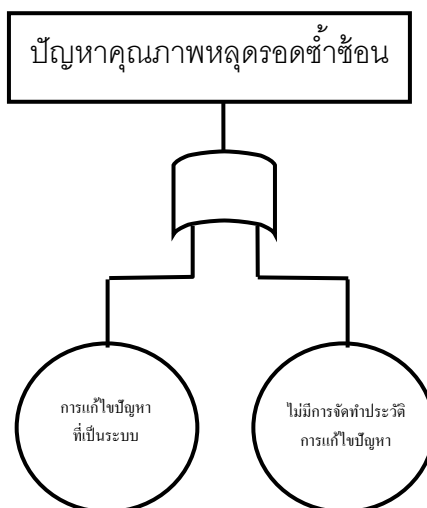 ปัญหาคุณภาพหลุดรอดซ้ำซ้อน
การแก้ไขปัญหา
ที่เป็นระบบ
ไม่มีการจัดทำประวัติ
การแก้ไขปัญหา